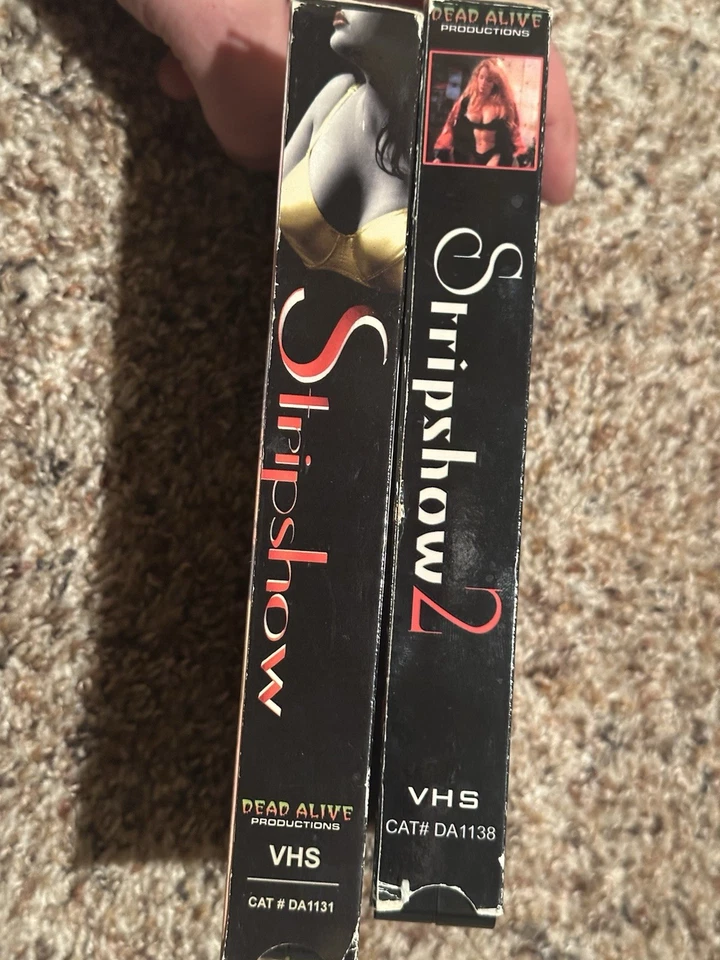 Stripshow
DEAD ALIVE
PRODUCTIONS
VHS
CAT # DA1131
DEAD ALIVE
PRODUCTIONS
Stripshow 2
VHS
CAT# DA1138